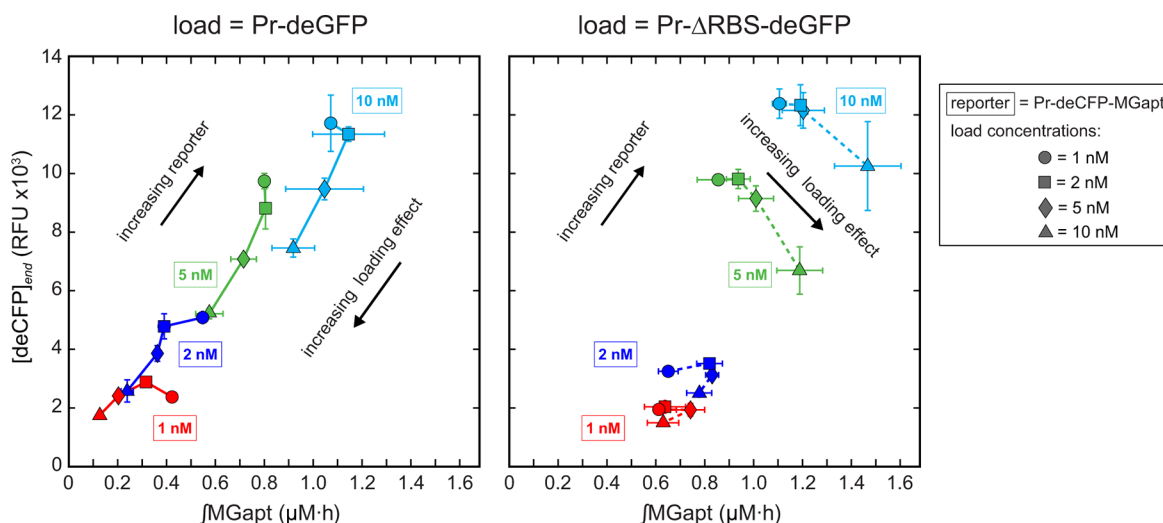 load = Pr-deGFP
load = Pr-ΔRBS-deGFP
[deCFP]end (RFU x10³)
14
12
10
8
6
4
2
0
0
0.2
0.4
0.6
0.8
1.0
1.2
1.4
1.6
∫MGapt (µM·h)
increasing reporter
increasing loading effect
10 nM
5 nM
2 nM
1 nM
0
0.2
0.4
0.6
0.8
1.0
1.2
1.4
1.6
∫MGapt (µM·h)
increasing reporter
increasing loading effect
10 nM
5 nM
2 nM
1 nM
reporter = Pr-deCFP-MGapt
load concentrations:
= 1 nM
= 2 nM
= 5 nM
= 10 nM